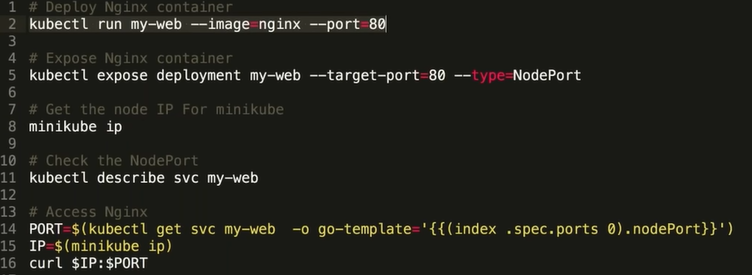 1 # Deploy Nginx container
2 kubectl run my-web --image=nginx --port=80
3
4 # Expose Nginx container
5 kubectl expose deployment my-web --target-port=80 --type=NodePort
6
7 # Get the node IP For minikube
8 minikube ip
9
10 # Check the NodePort
11 kubectl describe svc my-web
12
13 # Access Nginx
14 PORT=$(kubectl get svc my-web  -o go-template='{{(index .spec.ports 0).nodePort}}')
15 IP=$(minikube ip)
16 curl $IP:$PORT